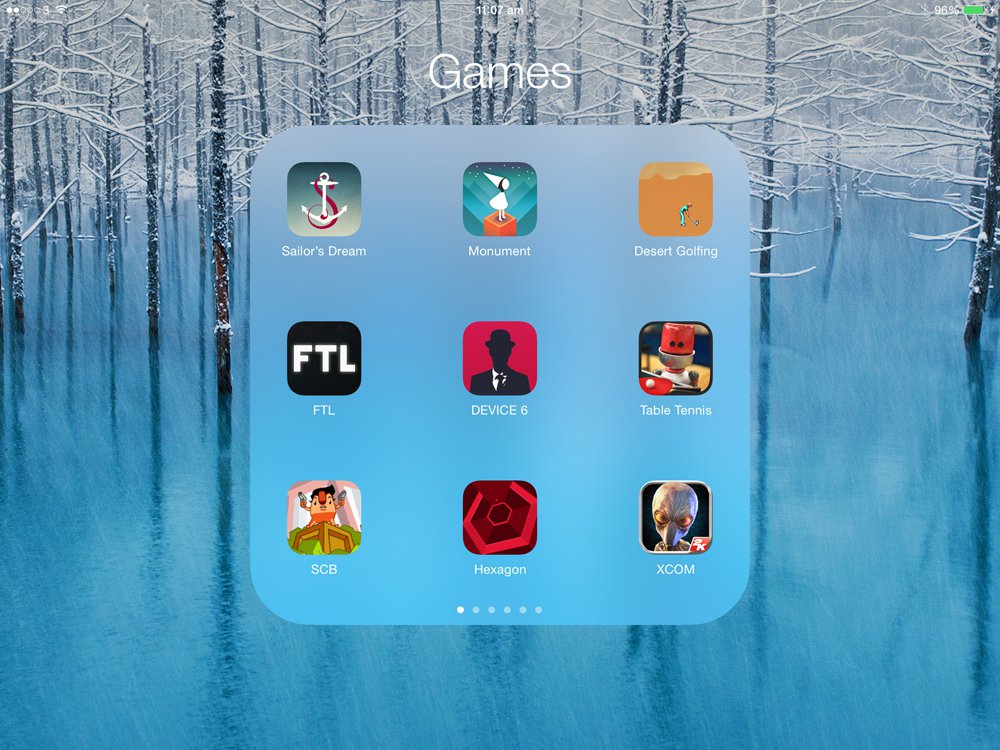 3 11:07 am 96%
Games
Sailor's Dream Monument Desert Golfing
FTL
FTL DEVICE 6 Table Tennis
2K
SCB Hexagon XCOM